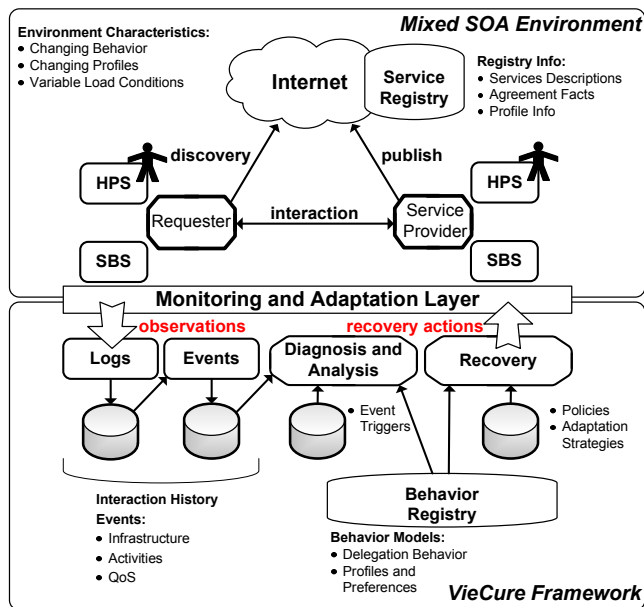 Mixed SOA Environment
Environment Characteristics:
• Changing Behavior
• Changing Profiles
• Variable Load Conditions
Internet
Service
Registry
Registry Info:
• Services Descriptions
• Agreement Facts
• Profile Info
discovery
publish
HPS
HPS
Requester
interaction
Service
Provider
SBS
SBS
Monitoring and Adaptation Layer
observations
recovery actions
Logs
Events
Diagnosis and
Analysis
Recovery
• Event
Triggers
• Policies
• Adaptation
Strategies
Interaction History
Events:
• Infrastructure
• Activities
• QoS
Behavior
Registry
Behavior Models:
• Delegation Behavior
• Profiles and
Preferences
VieCure Framework